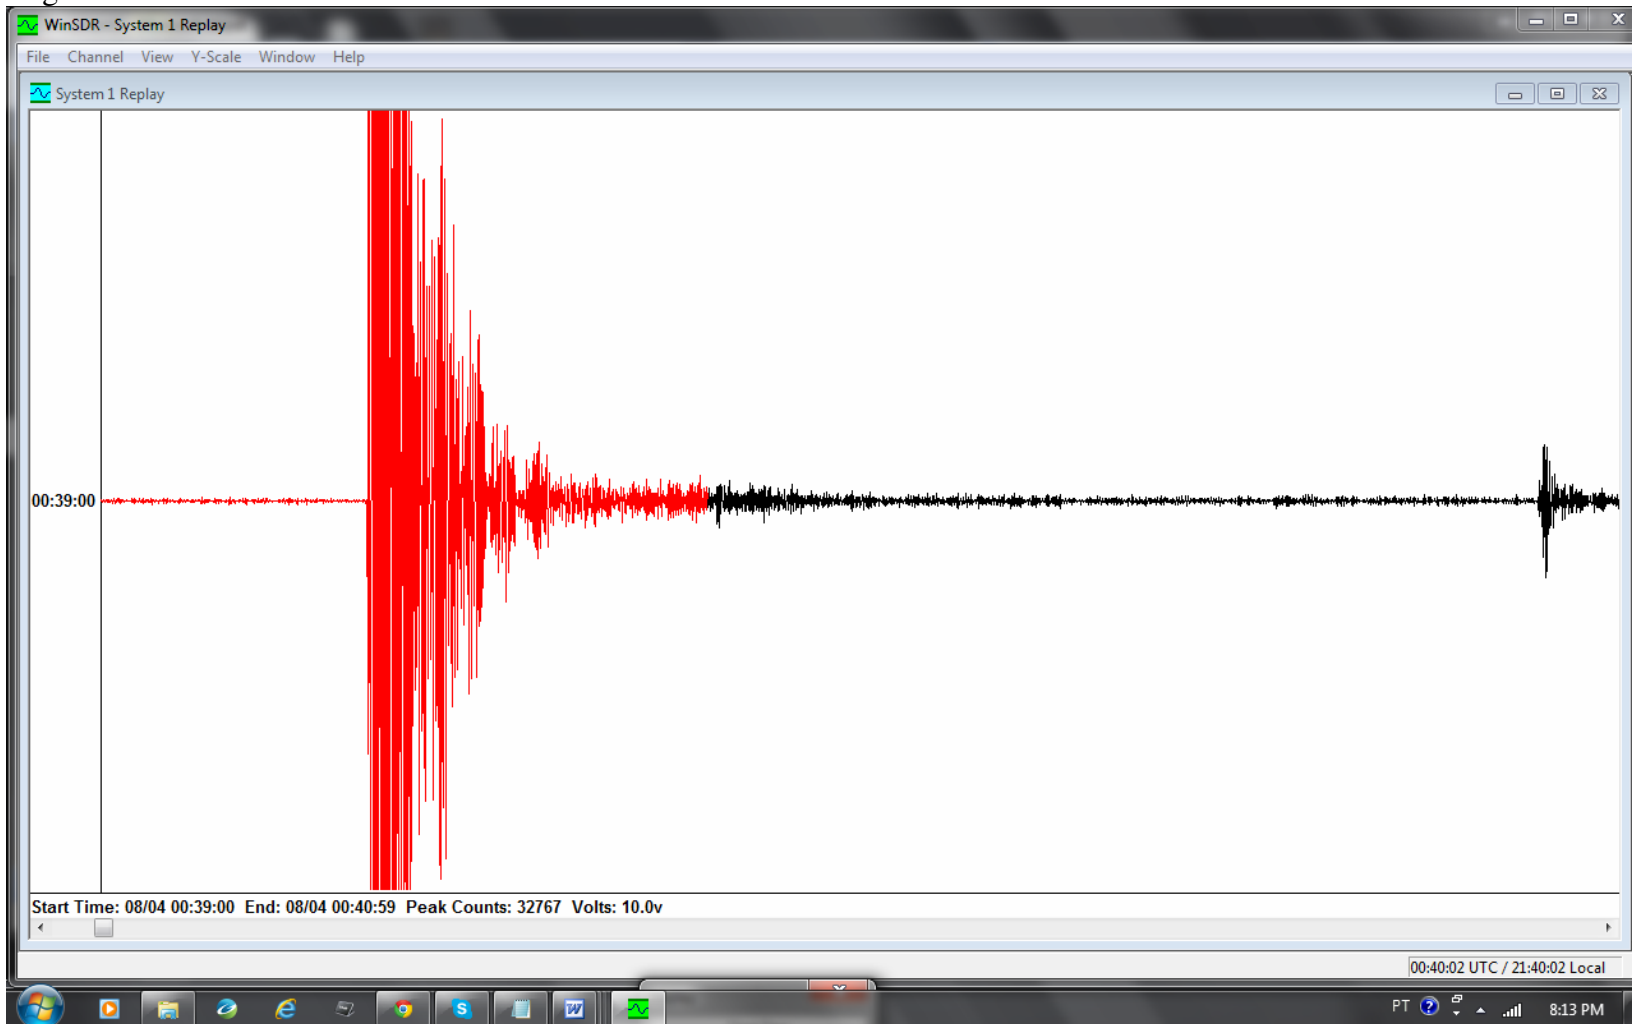 WinSDR - System 1 Replay
File Channel View Y-Scale Window Help
System 1 Replay
00:39:00
Start Time: 08/04 00:39:00 End: 08/04 00:40:59 Peak Counts: 32767 Volts: 10.0v
00:40:02 UTC / 21:40:02 Local
PT 8:13 PM